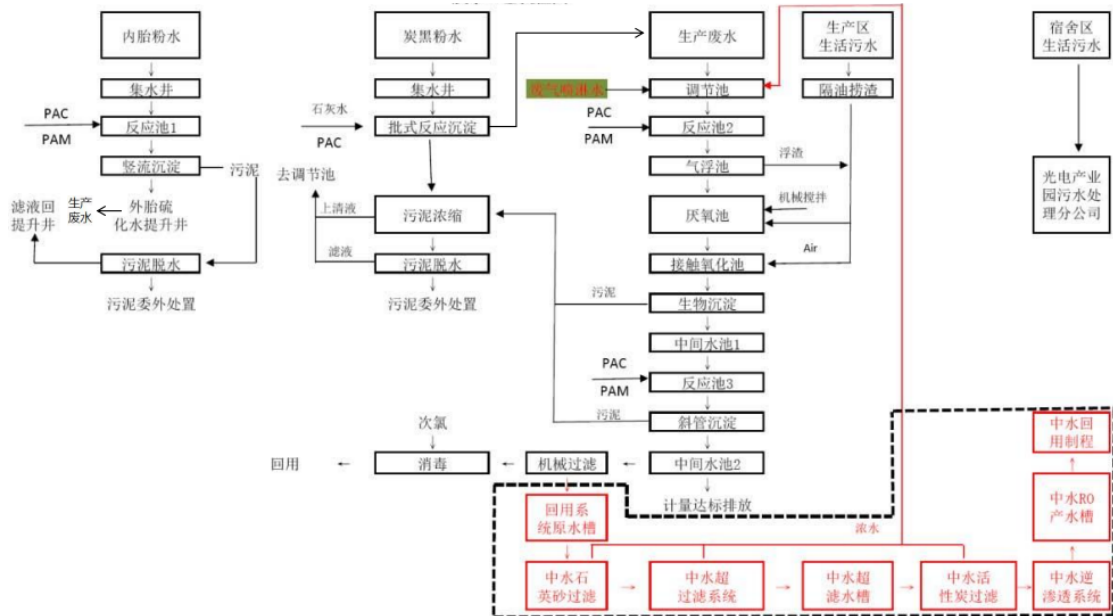 内胎粉水
炭黑粉水
生产废水
生产区
生活污水
宿舍区
生活污水
集水井
集水井
废气喷淋水
调节池
隔油捞渣
PAC
PAM
反应池1
石灰水
PAC
批式反应沉淀
PAC
PAM
反应池2
竖流沉淀
污泥
去调节池
气浮池
浮渣
光电产业
园污水处
理分公司
滤液回
提升井
生产
废水
外胎硫
化水提升井
上清液
污泥浓缩
厌氧池
机械搅拌
Air
污泥脱水
滤液
污泥脱水
接触氧化池
污泥委外处置
污泥委外处置
污泥
生物沉淀
中间水池1
PAC
PAM
反应池3
污泥
斜管沉淀
次氯
中水回
用制程
回用
消毒
机械过滤
中间水池2
计量达标排放
回用系
统原水槽
浓水
中水RO
产水槽
中水石
英砂过滤
中水超
过滤系统
中水超
滤水槽
中水活
性炭过滤
中水逆
渗透系统